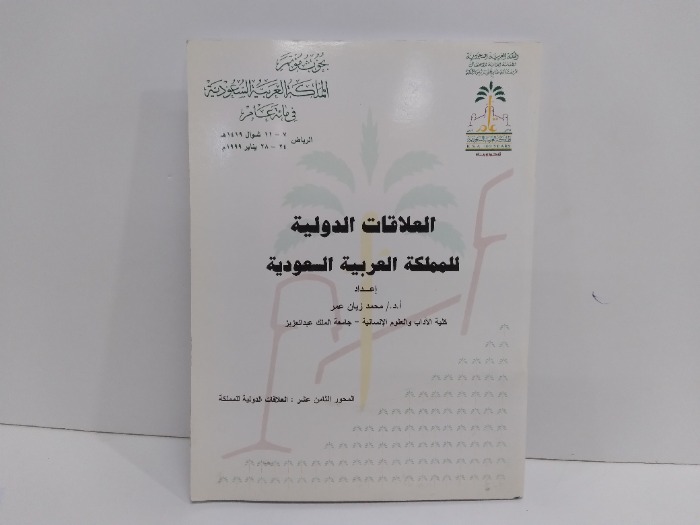 بحوث مؤتمر
المملكة العربية السعودية
في مائة عام
الرياض ٧ - ١١ شوال ١٤١٩هـ
٢٤ - ٢٨ يناير ١٩٩٩م
العلاقات الدولية
للمملكة العربية السعودية
إعداد
أ.د./ محمد زيان عمر
كلية الآداب والعلوم الإنسانية - جامعة الملك عبدالعزيز
المحور الثامن عشر : العلاقات الدولية للمملكة